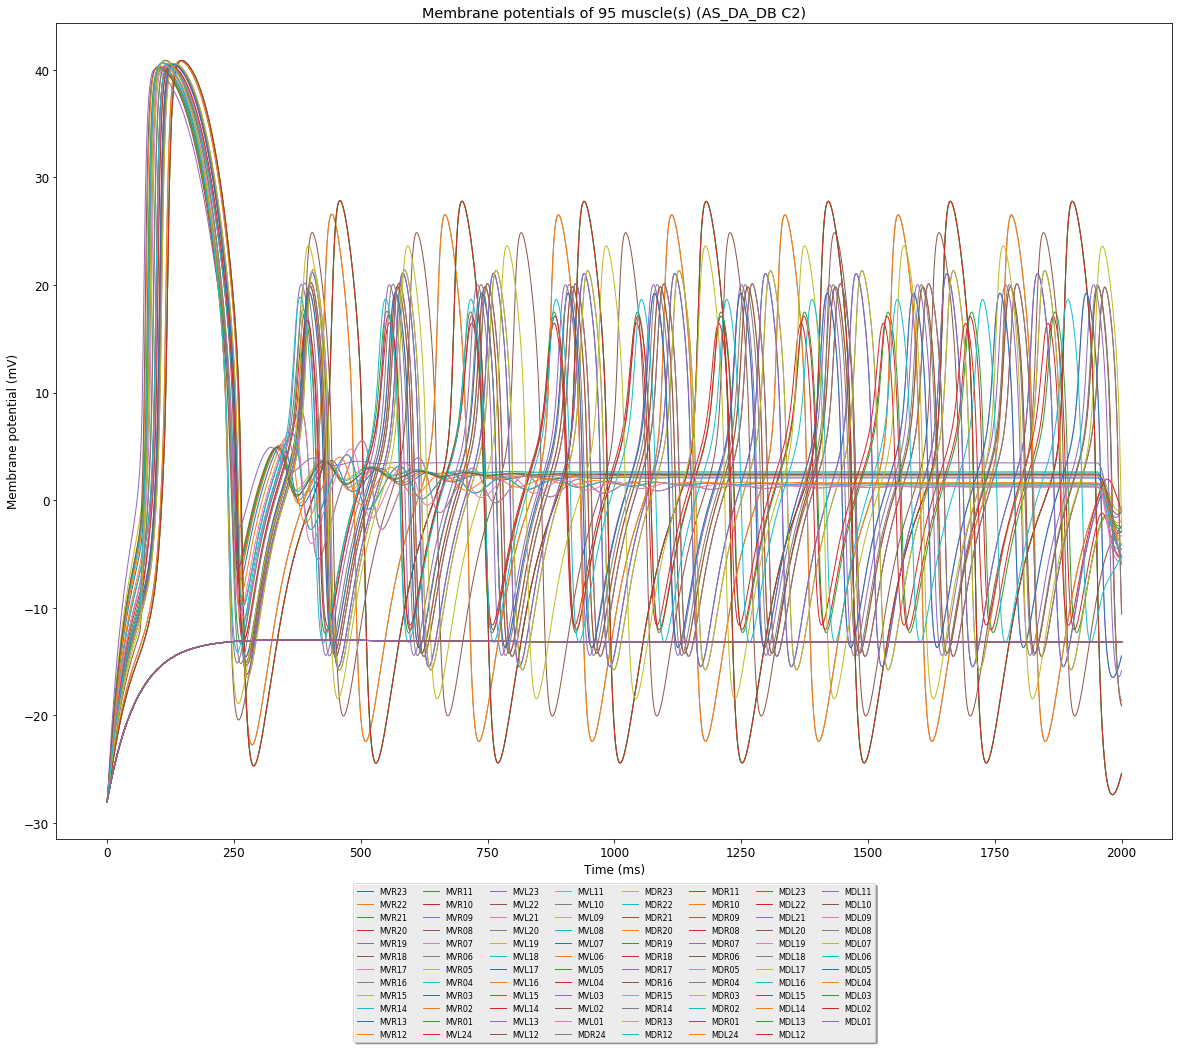 Membrane potentials of 95 muscle(s) (AS_DA_DB C2)
Membrane potential (mV)
40
30
20
10
0
−10
−20
−30
0 250 500 750 1000 1250 1500 1750 2000
Time (ms)
MVR23 MVR11 MVL23 MVL11 MDR23 MDR11 MDL23 MDL11
MVR22 MVR10 MVL22 MVL10 MDR22 MDR10 MDL22 MDL10
MVR21 MVR09 MVL21 MVL09 MDR21 MDR09 MDL21 MDL09
MVR20 MVR08 MVL20 MVL08 MDR20 MDR08 MDL20 MDL08
MVR19 MVR07 MVL19 MVL07 MDR19 MDR07 MDL19 MDL07
MVR18 MVR06 MVL18 MVL06 MDR18 MDR06 MDL18 MDL06
MVR17 MVR05 MVL17 MVL05 MDR17 MDR05 MDL17 MDL05
MVR16 MVR04 MVL16 MVL04 MDR16 MDR04 MDL16 MDL04
MVR15 MVR03 MVL15 MVL03 MDR15 MDR03 MDL15 MDL03
MVR14 MVR02 MVL14 MVL02 MDR14 MDR02 MDL14 MDL02
MVR13 MVR01 MVL13 MVL01 MDR13 MDR01 MDL13 MDL01
MVR12 MVL24 MVL12 MDR24 MDR12 MDL24 MDL12